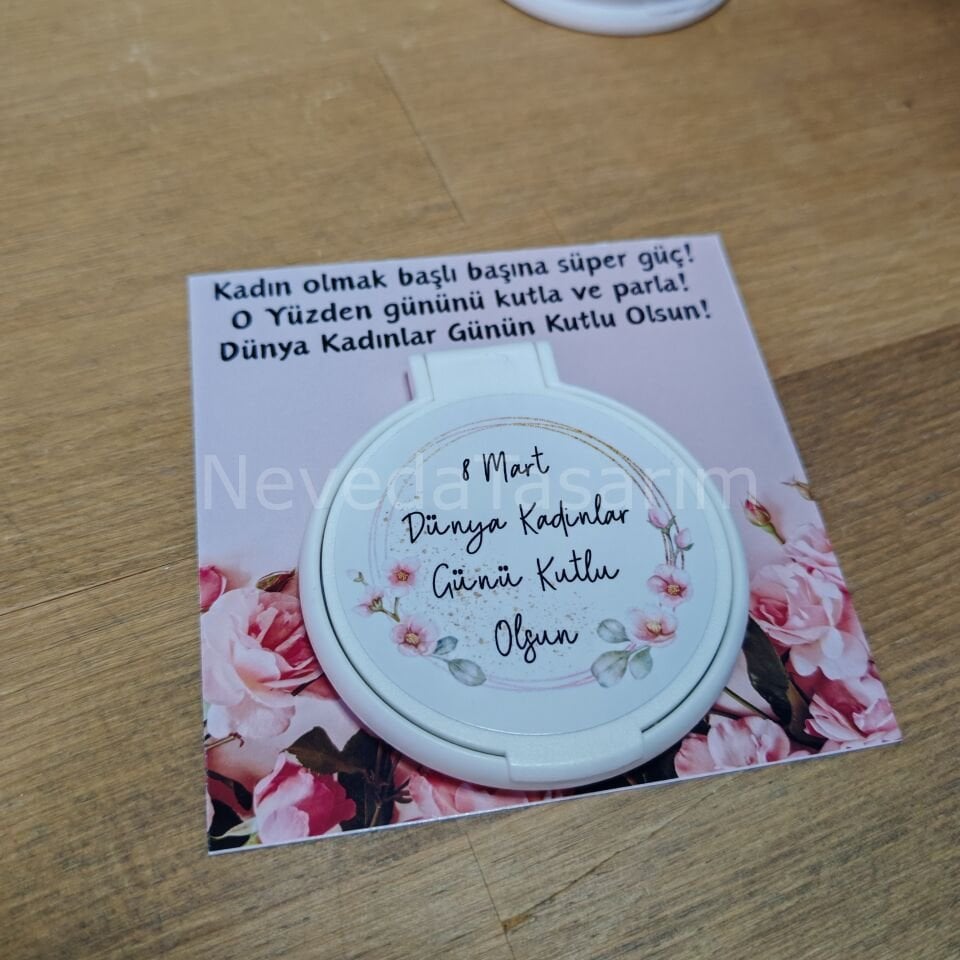 Kadın olmak başlı başına süper güç!
O Yüzden gününü kutla ve parla!
Dünya Kadınlar Günün Kutlu Olsun!
NevedaTasarım
8 Mart
Dünya Kadınlar
Günü Kutlu
Olsun